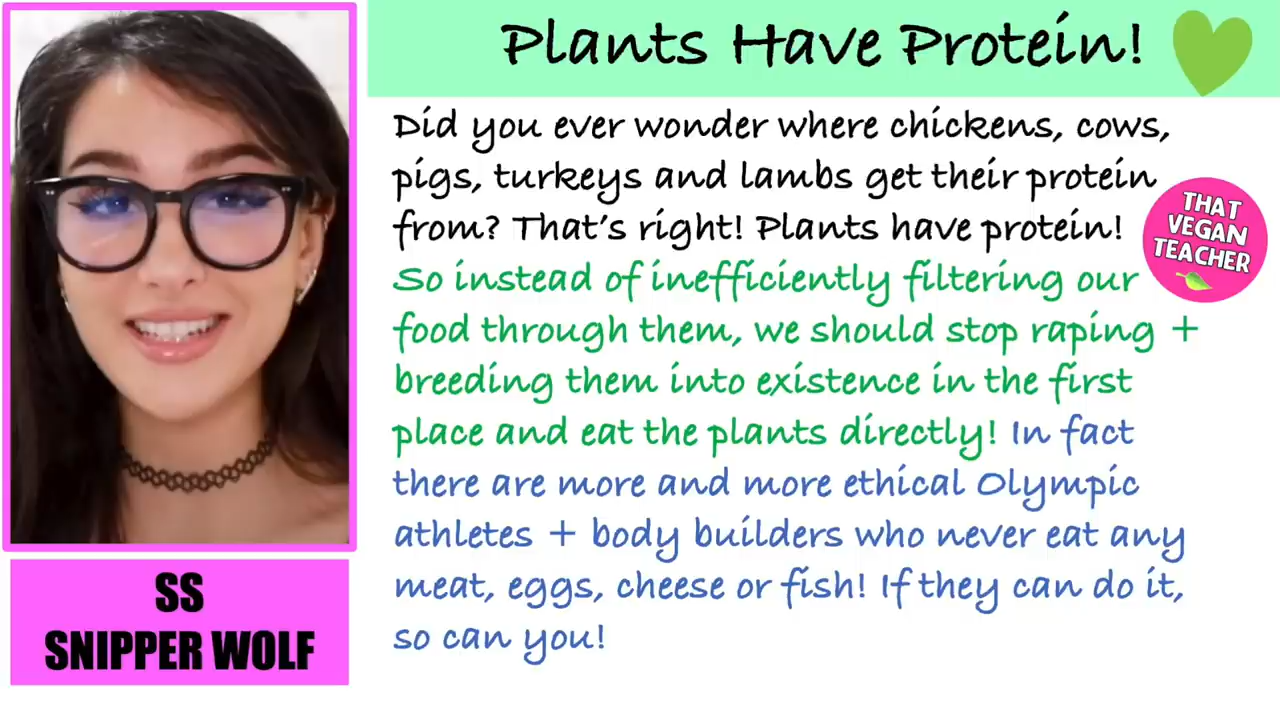 Plants Have Protein!
Did you ever wonder where chickens, cows,
pigs, turkeys and lambs get their protein
from? That's right! Plants have protein!
So instead of inefficiently filtering our
food through them, we should stop raping +
breeding them into existence in the first
place and eat the plants directly! In fact
there are more and more ethical Olympic
athletes + body builders who never eat any
meat, eggs, cheese or fish! If they can do it,
so can you!
THAT
VEGAN
TEACHER
SS
SNIPPER WOLF